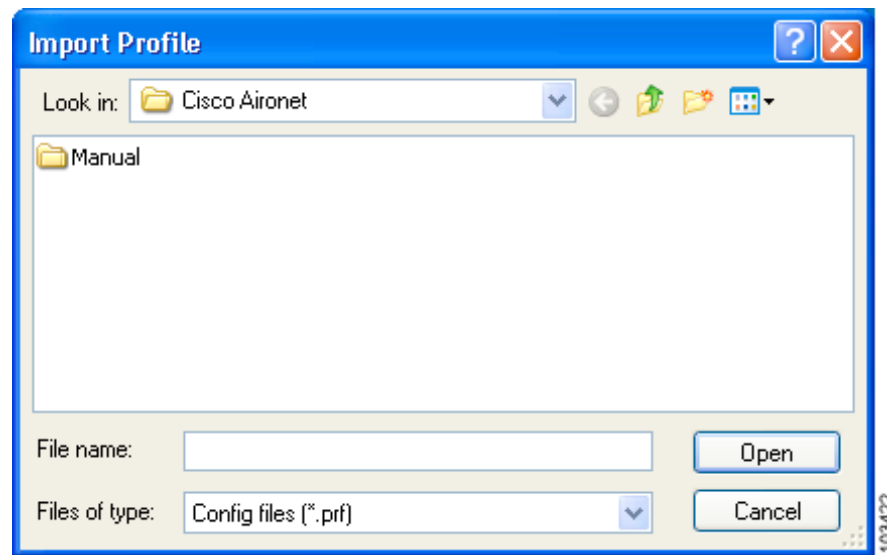 Import Profile
Look in: Cisco Aironet
Manual
File name:
Open
Files of type: Config files (*.prf)
Cancel